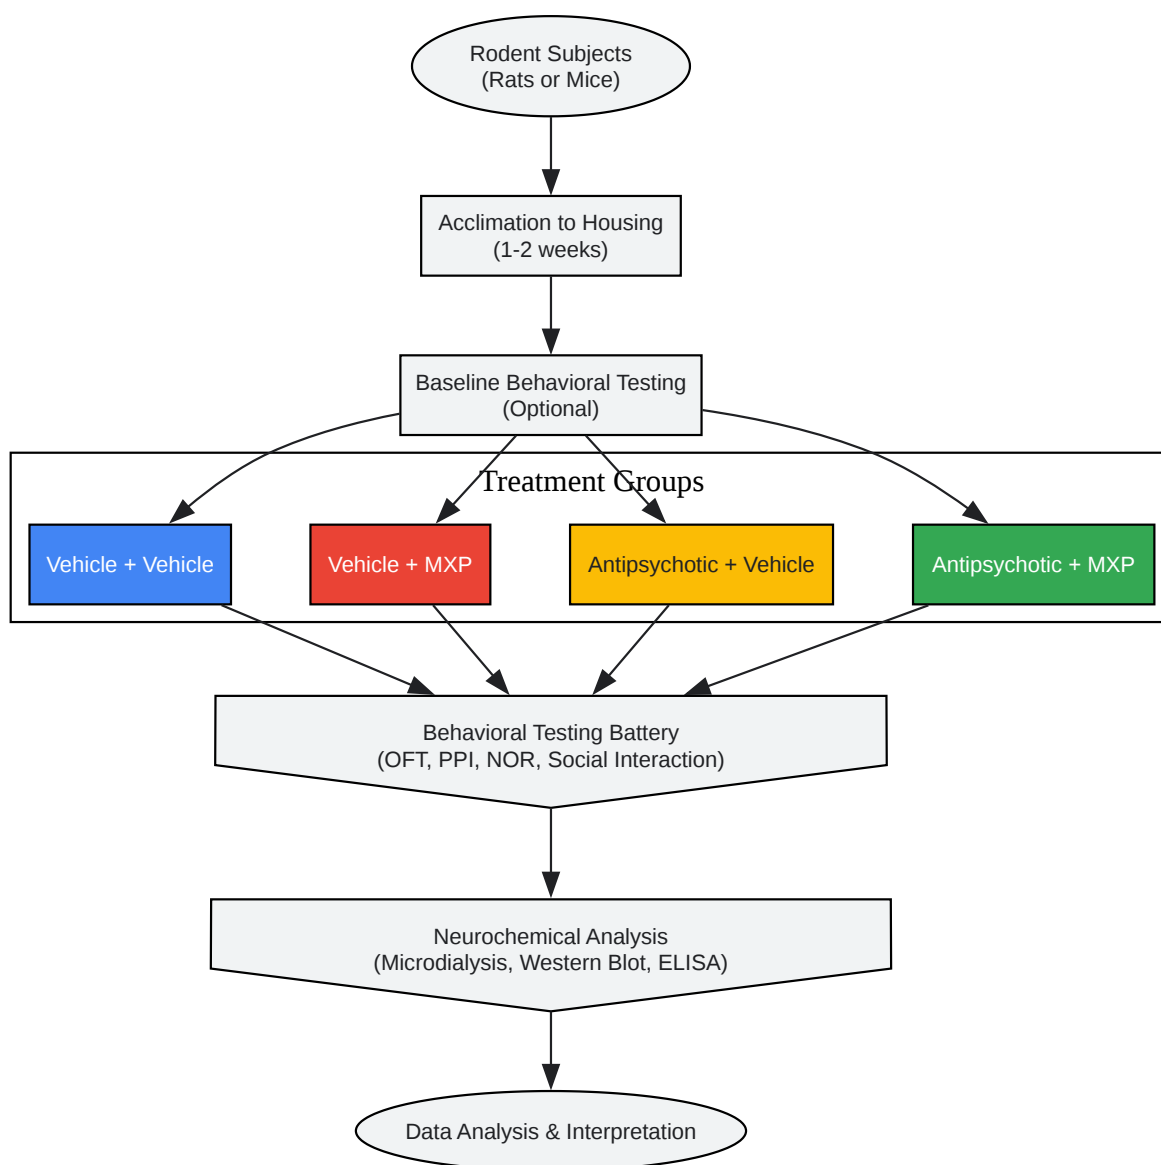 Rodent Subjects
(Rats or Mice)
Acclimation to Housing
(1-2 weeks)
Baseline Behavioral Testing
(Optional)
Treatment Groups
Vehicle + Vehicle
Vehicle + MXP
Antipsychotic + Vehicle
Antipsychotic + MXP
Behavioral Testing Battery
(OFT, PPI, NOR, Social Interaction)
Neurochemical Analysis
(Microdialysis, Western Blot, ELISA)
Data Analysis & Interpretation